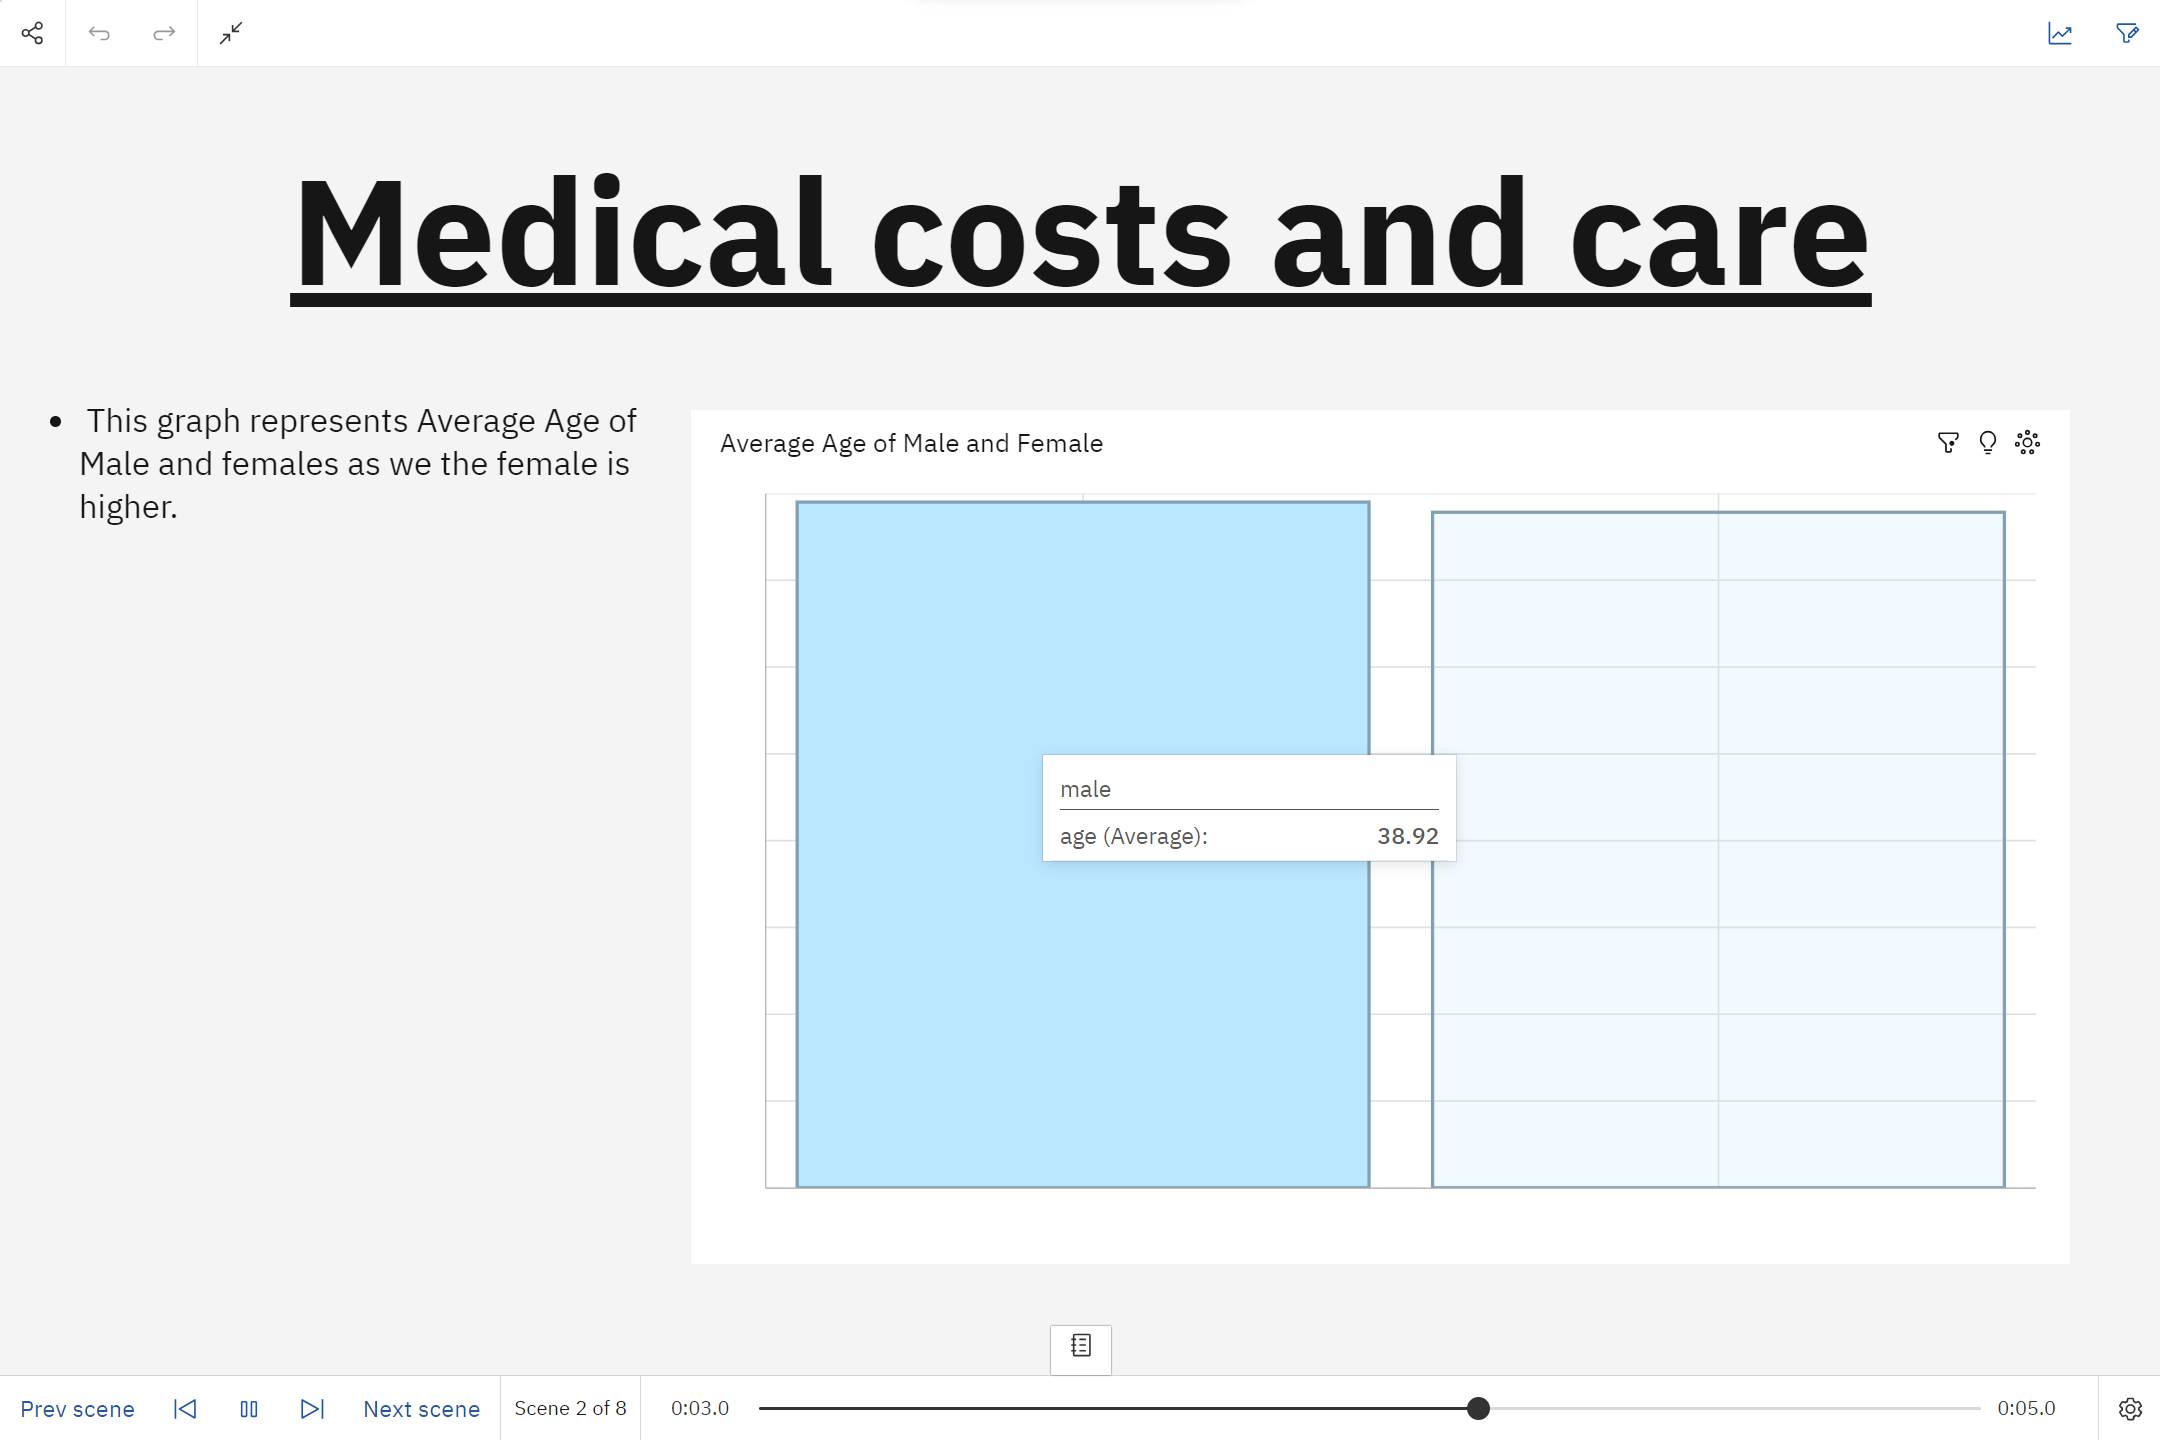 Medical costs and care
• This graph represents Average Age of
Male and females as we the female is
higher.
Average Age of Male and Female
male
age (Average): 38.92
Prev scene
Next scene
Scene 2 of 8
0:03.0
0:05.0